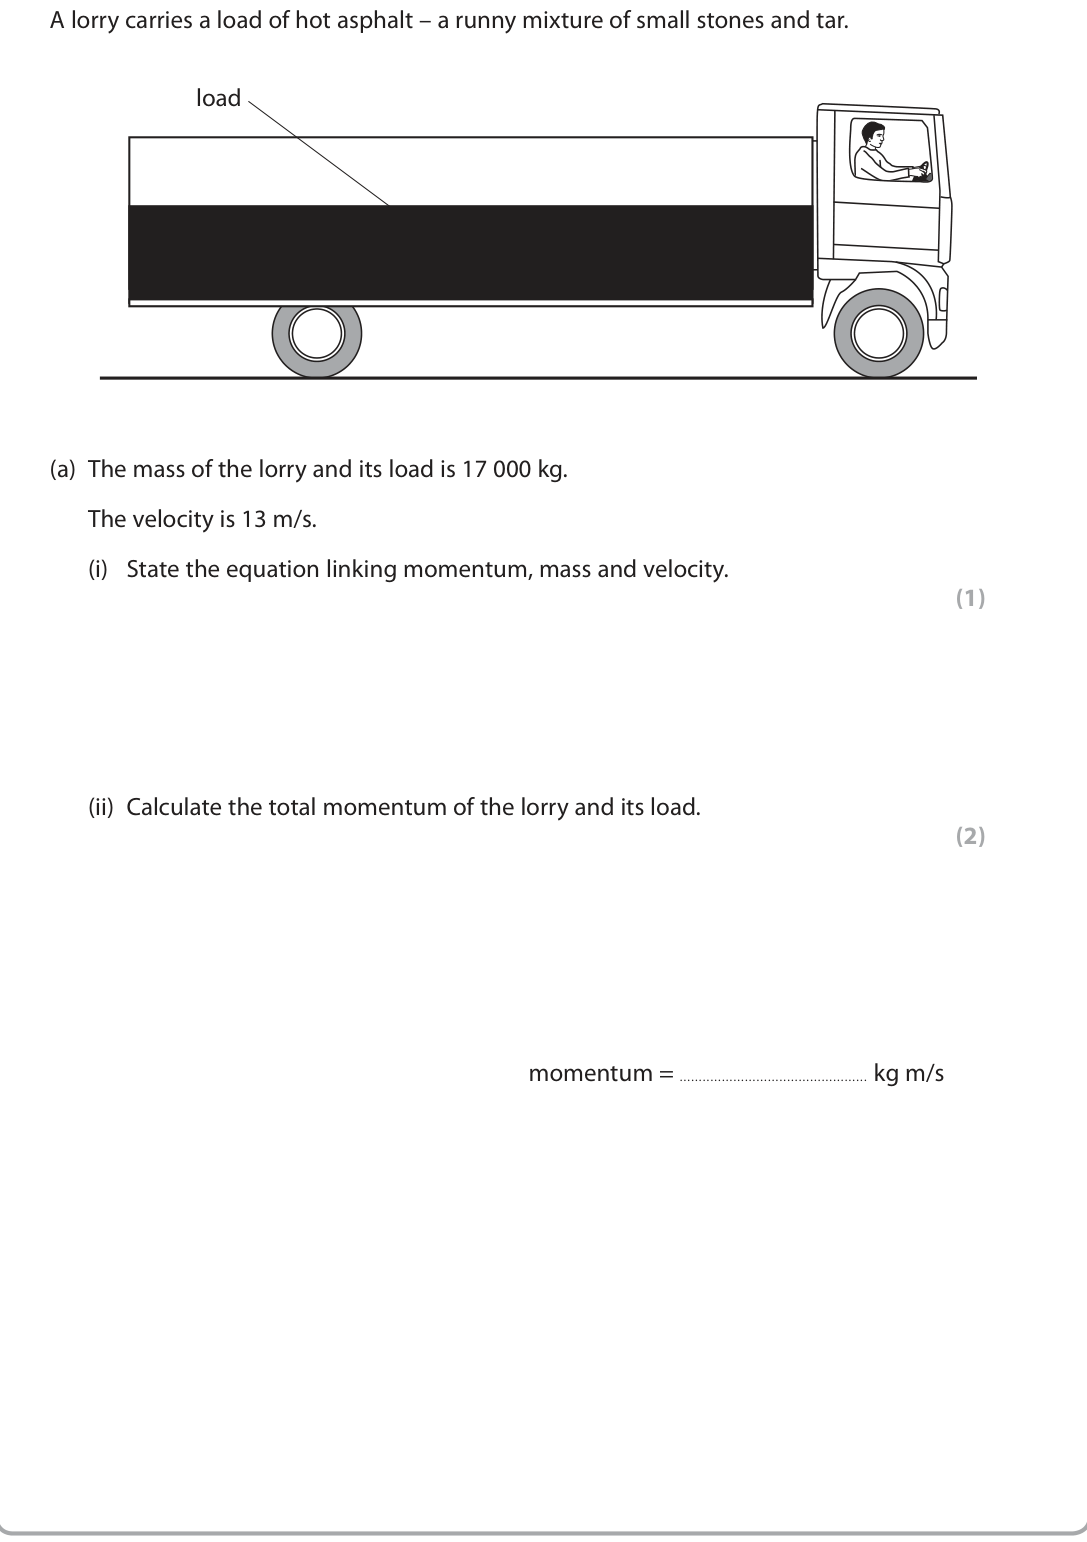 A lorry carries a load of hot asphalt – a runny mixture of small stones and tar.
load
(a) The mass of the lorry and its load is 17 000 kg.
The velocity is 13 m/s.
(i) State the equation linking momentum, mass and velocity.
(1)
(ii) Calculate the total momentum of the lorry and its load.
(2)
momentum = ................................................ kg m/s